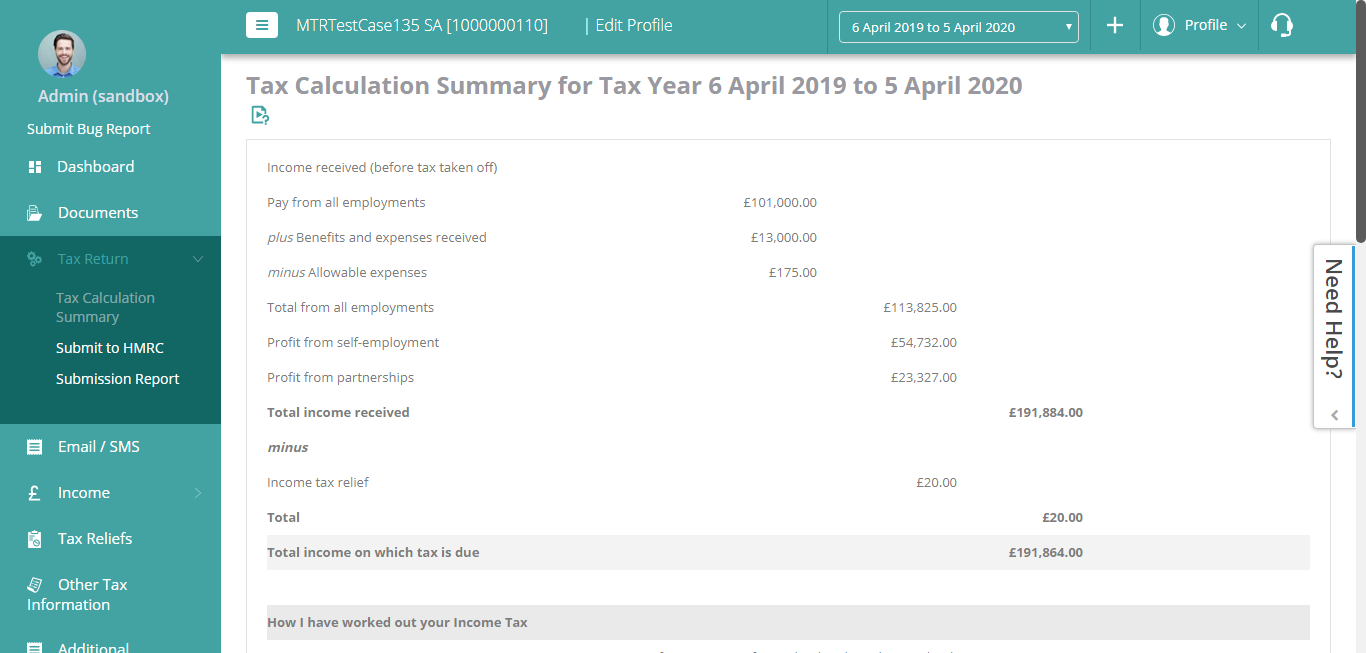 MTRTestCase135 SA [1000000110] | Edit Profile
6 April 2019 to 5 April 2020
Profile
Admin (sandbox)
Submit Bug Report
Dashboard
Documents
Tax Return
Tax Calculation
Summary
Submit to HMRC
Submission Report
Email / SMS
Income
Tax Reliefs
Other Tax
Information
Additional
Tax Calculation Summary for Tax Year 6 April 2019 to 5 April 2020
Income received (before tax taken off)
Pay from all employments £101,000.00
plus Benefits and expenses received £13,000.00
minus Allowable expenses £175.00
Total from all employments £113,825.00
Profit from self-employment £54,732.00
Profit from partnerships £23,327.00
Total income received £191,884.00
minus
Income tax relief £20.00
Total £20.00
Total income on which tax is due £191,864.00
How I have worked out your Income Tax
Need Help?